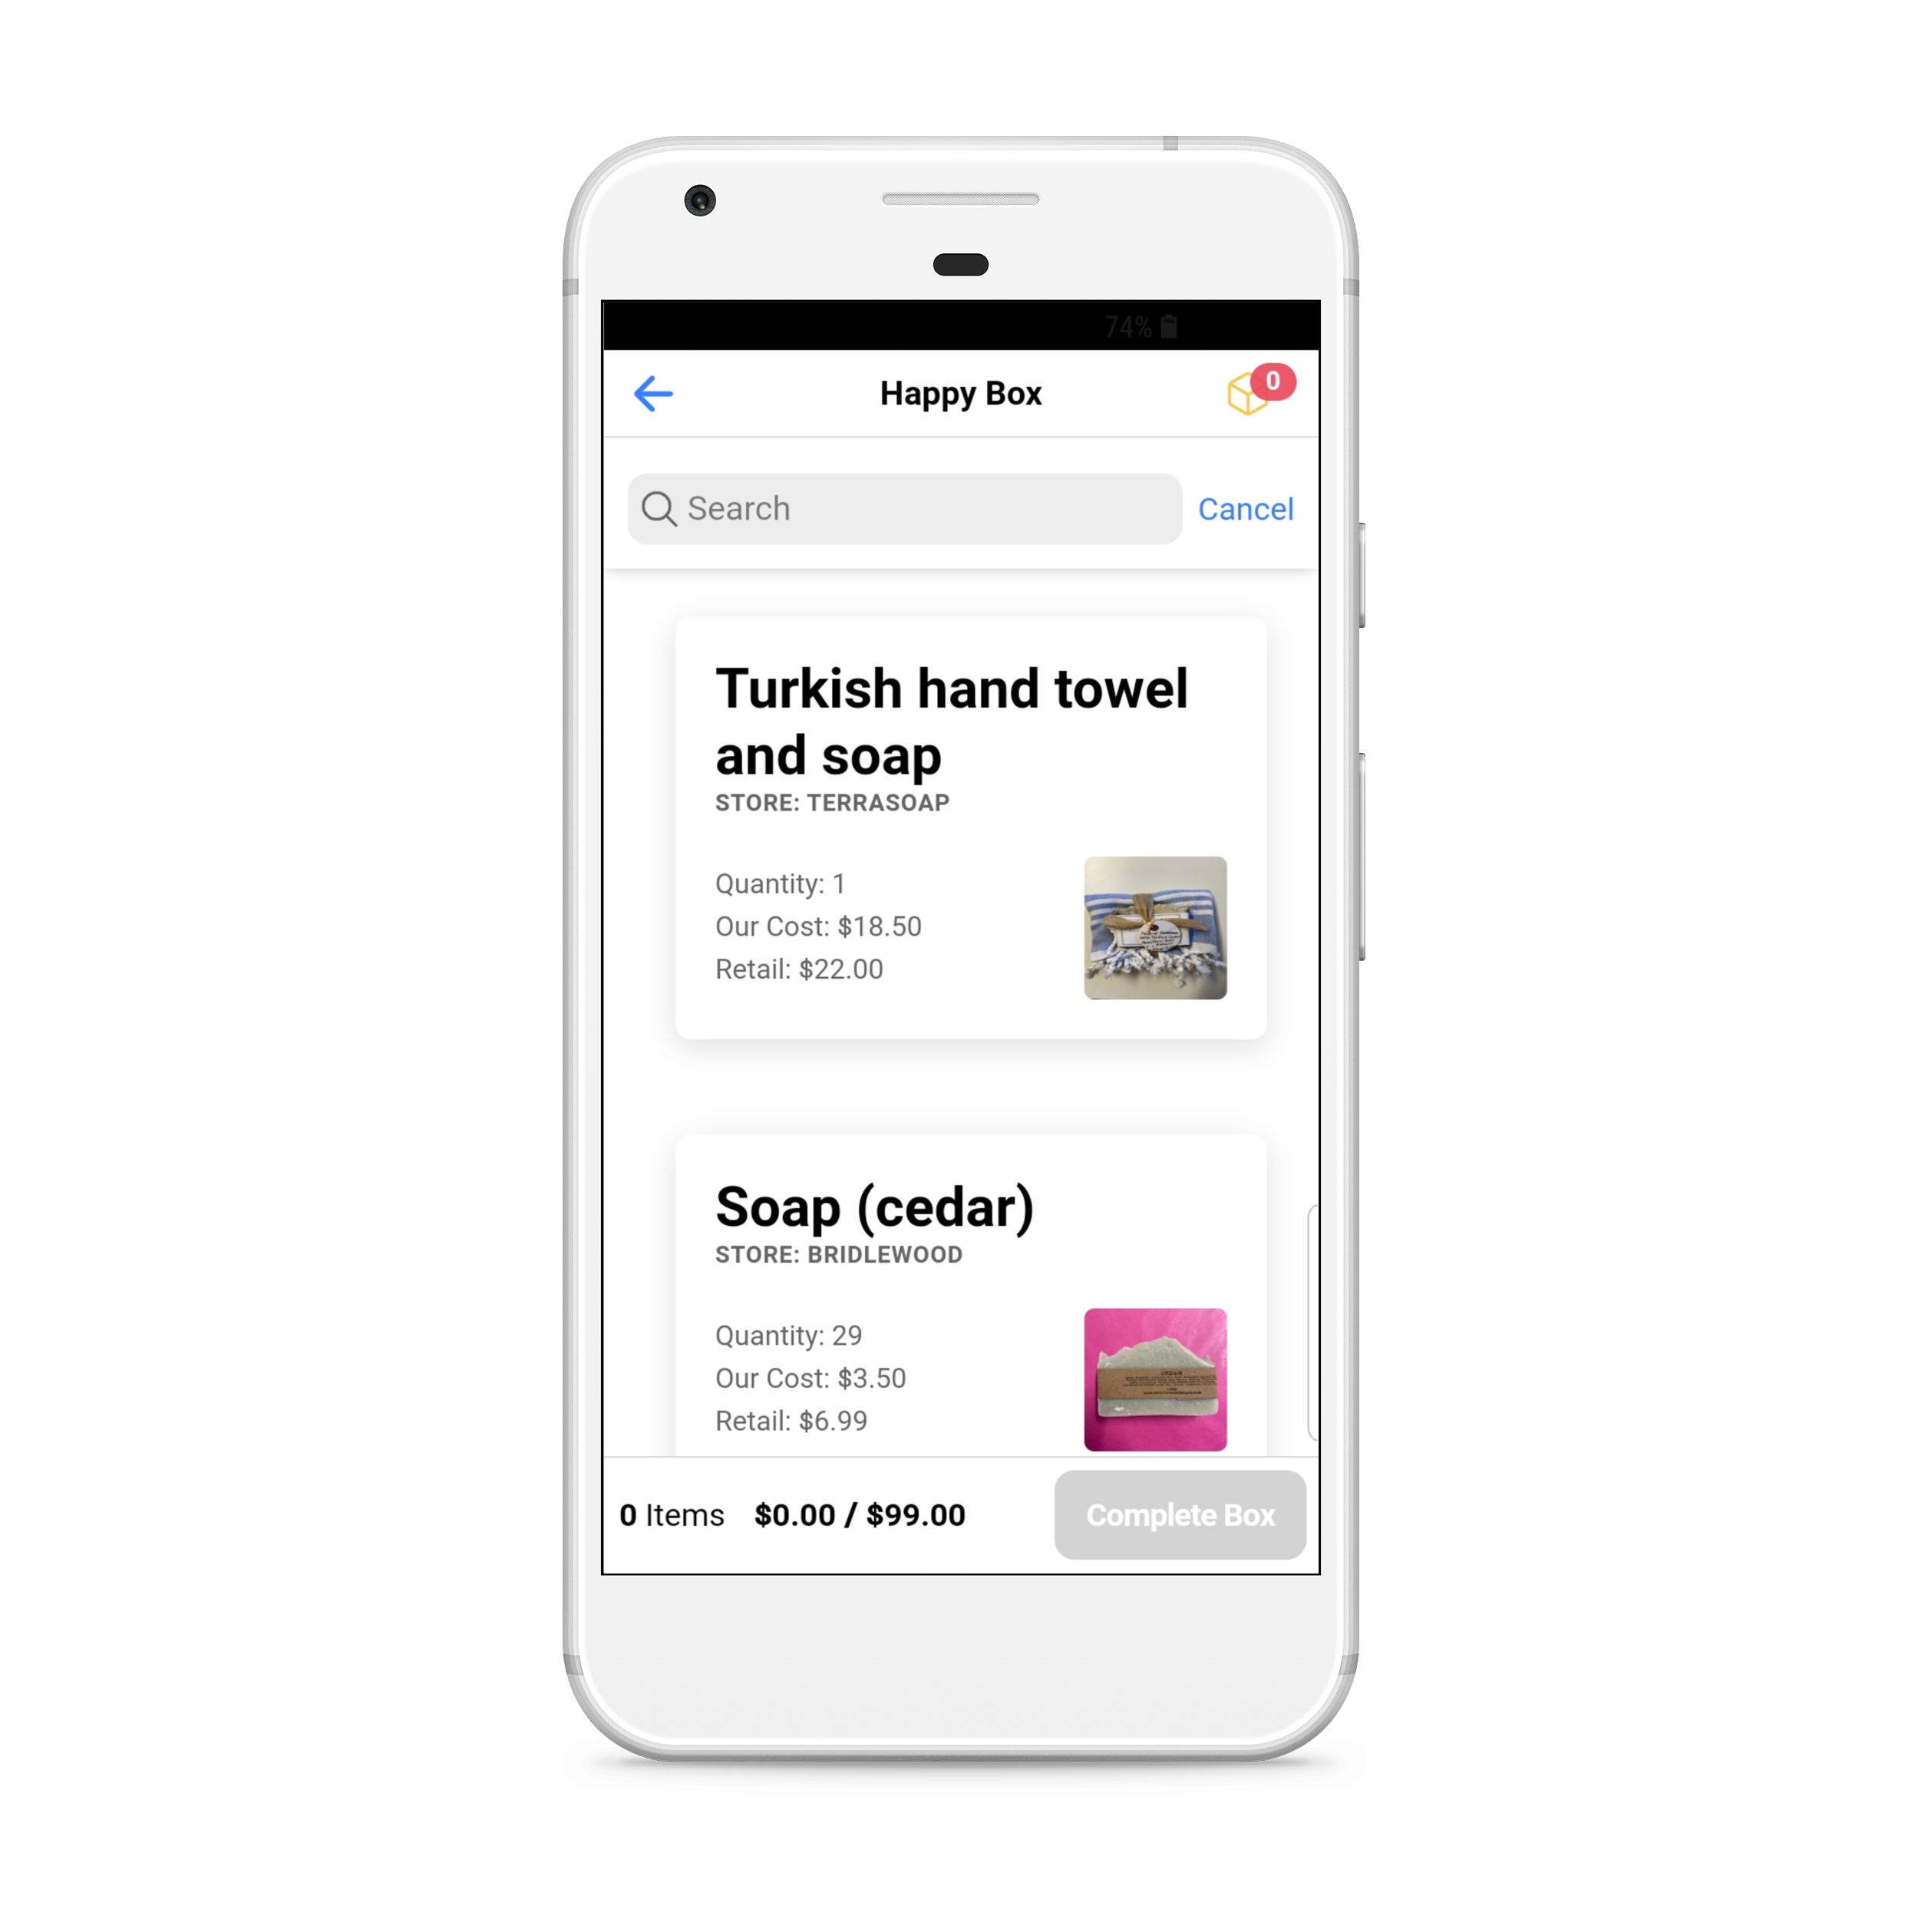 74%
Happy Box
0
Search
Cancel
Turkish hand towel
and soap
STORE: TERRASOAP
Quantity: 1
Our Cost: $18.50
Retail: $22.00
Soap (cedar)
STORE: BRIDLEWOOD
Quantity: 29
Our Cost: $3.50
Retail: $6.99
CEDAR
0 Items $0.00 / $99.00
Complete Box